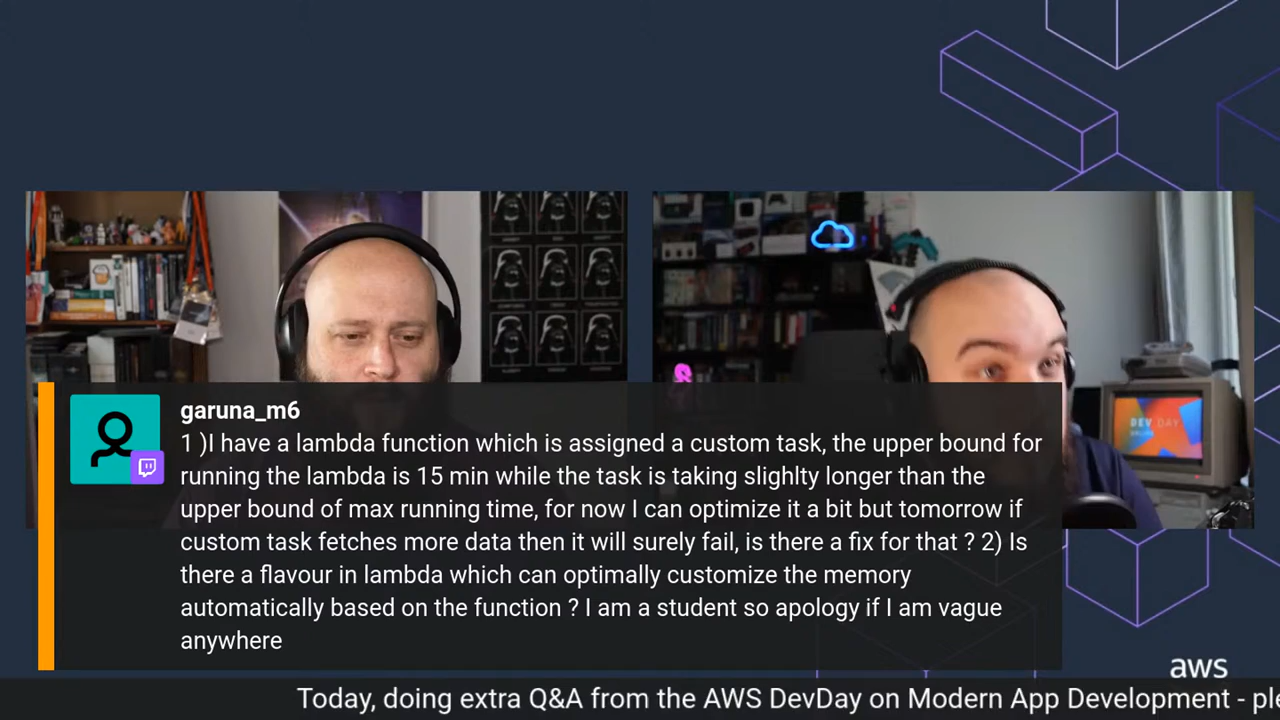 DEV DAY
garuna_m6
1 )I have a lambda function which is assigned a custom task, the upper bound for
running the lambda is 15 min while the task is taking slighlty longer than the
upper bound of max running time, for now I can optimize it a bit but tomorrow if
custom task fetches more data then it will surely fail, is there a fix for that ? 2) Is
there a flavour in lambda which can optimally customize the memory
automatically based on the function ? I am a student so apology if I am vague
anywhere
aws
Today, doing extra Q&A from the AWS DevDay on Modern App Development - ple